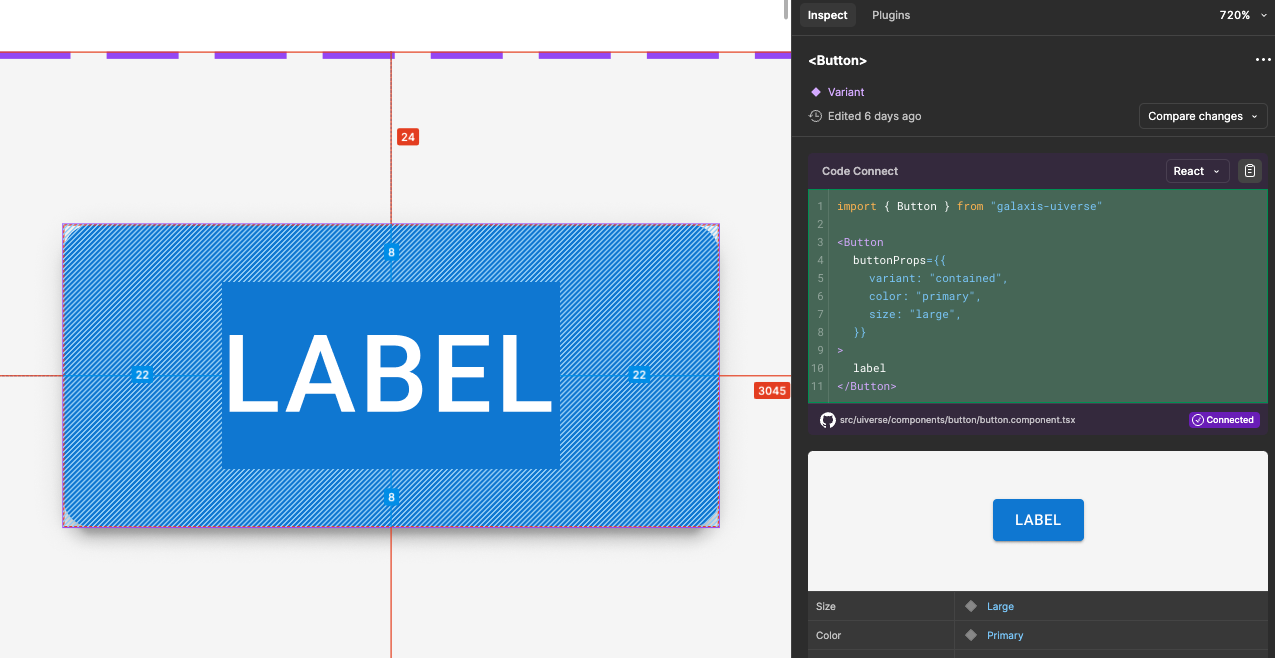 Inspect Plugins 720%
<Button>
Variant
Edited 6 days ago Compare changes
Code Connect React
1 import { Button } from "galaxis-uiverse"
2
3 <Button
4 buttonProps={{
5 variant: "contained",
6 color: "primary",
7 size: "large",
8 }}
9 >
10 label
11 </Button>
src/uiverse/components/button/button.component.tsx Connected
LABEL
Size Large
Color Primary
24
8
22 LABEL 22
3045
8